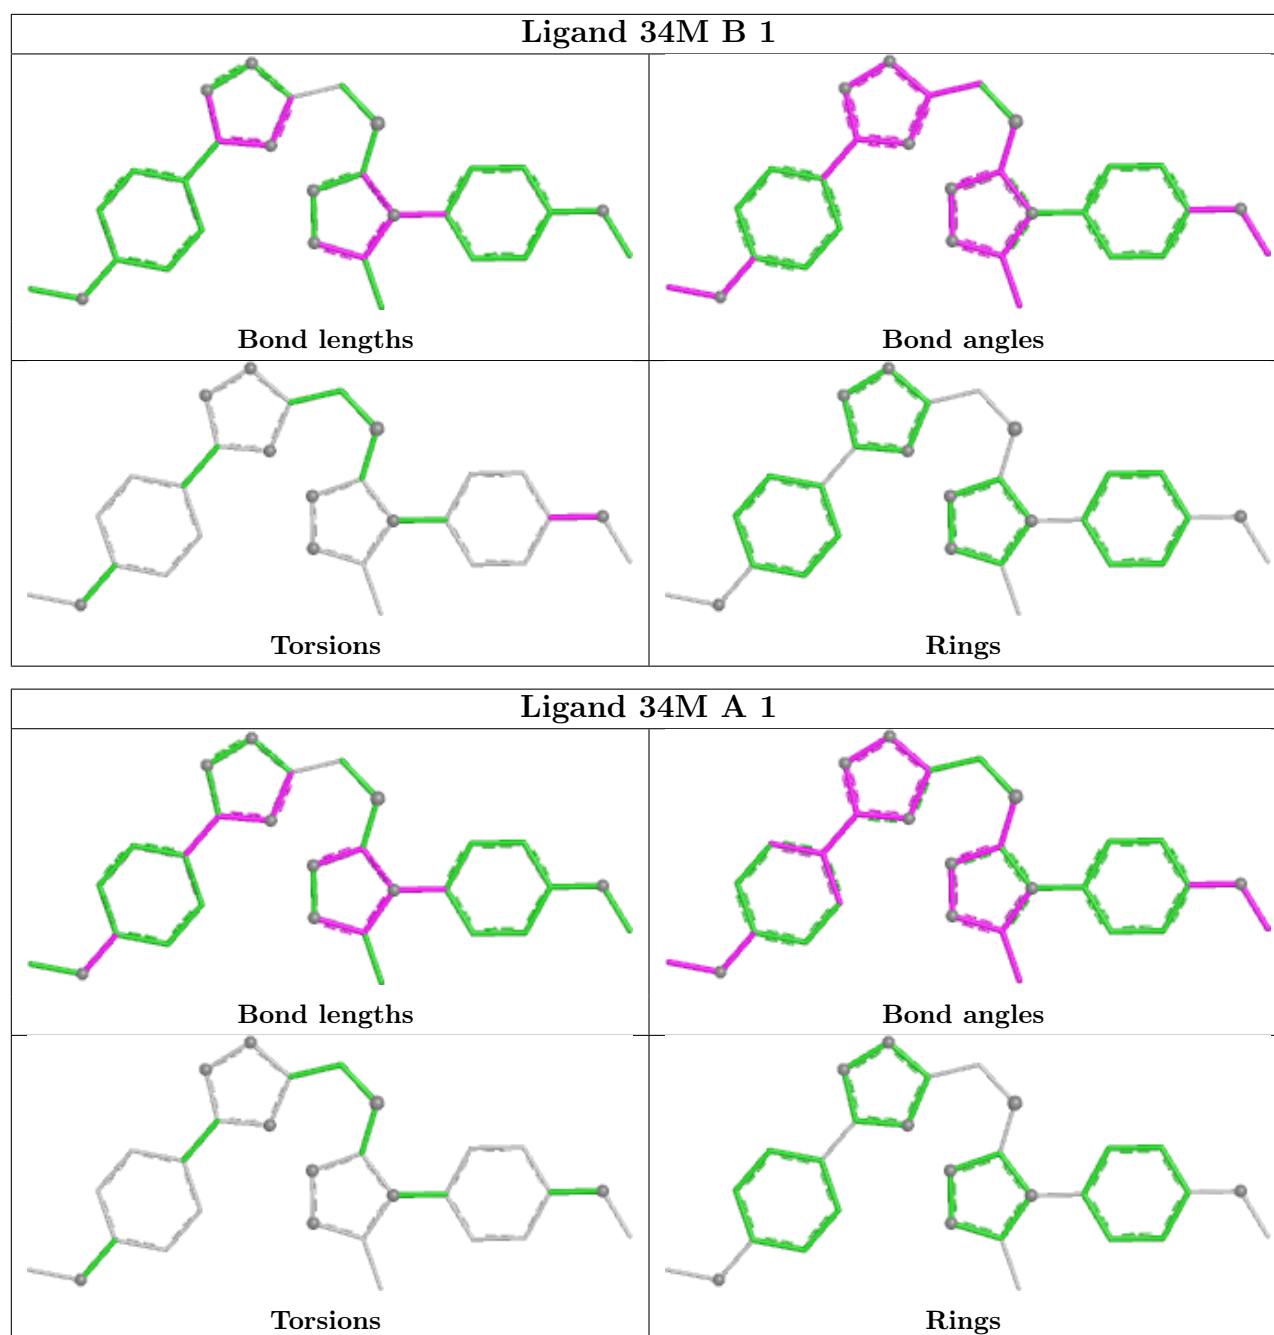 Ligand 34M B 1
Bond lengths
Bond angles
Torsions
Rings
Ligand 34M A 1
Bond lengths
Bond angles
Torsions
Rings